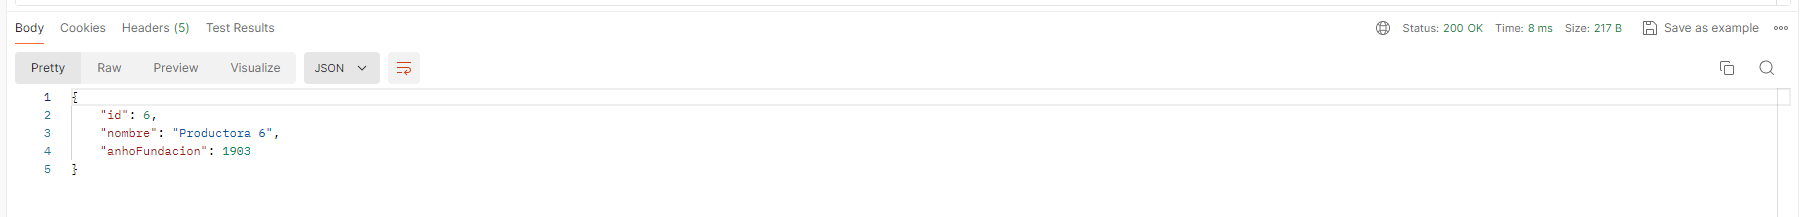 Body Cookies Headers (5) Test Results Status: 200 OK Time: 8 ms Size: 217 B Save as example
Pretty Raw Preview Visualize JSON
1 {
2 "id": 6,
3 "nombre": "Productora 6",
4 "anhoFundacion": 1903
5 }